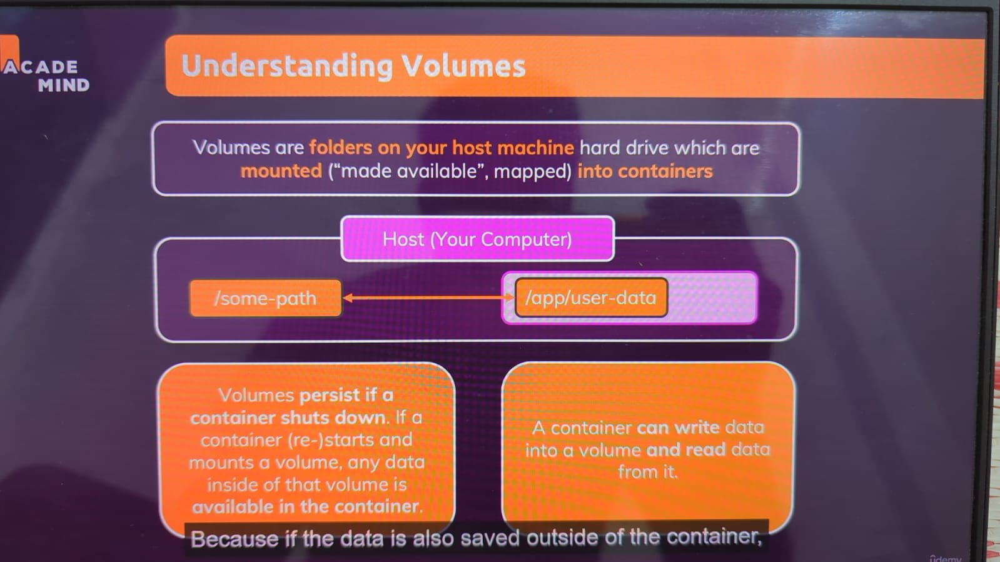 ACADE
MIND
Understanding Volumes
Volumes are folders on your host machine hard drive which are
mounted (“made available”, mapped) into containers
Host (Your Computer)
/some-path
/app/user-data
Volumes persist if a
container shuts down. If a
container (re-)starts and
mounts a volume, any data
inside of that volume is
available in the container.
A container can write data
into a volume and read data
from it.
Because if the data is also saved outside of the container,
udemy